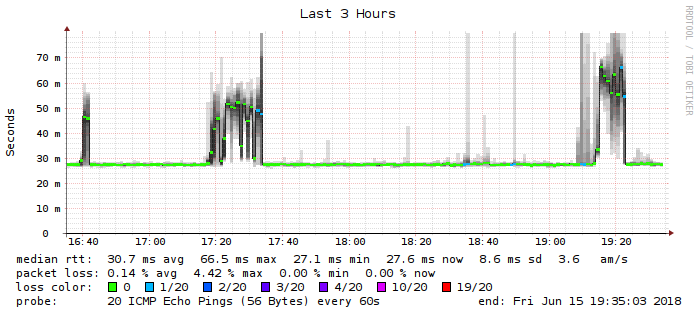 Last 3 Hours
RRDTOOL / TOBI OETIKER
Seconds
70 m
60 m
50 m
40 m
30 m
20 m
10 m
0
16:40 17:00 17:20 17:40 18:00 18:20 18:40 19:00 19:20
median rtt: 30.7 ms avg 66.5 ms max 27.1 ms min 27.6 ms now 8.6 ms sd 3.6 am/s
packet loss: 0.14 % avg 4.42 % max 0.00 % min 0.00 % now
loss color: 0 1/20 2/20 3/20 4/20 10/20 19/20
probe: 20 ICMP Echo Pings (56 Bytes) every 60s end: Fri Jun 15 19:35:03 2018